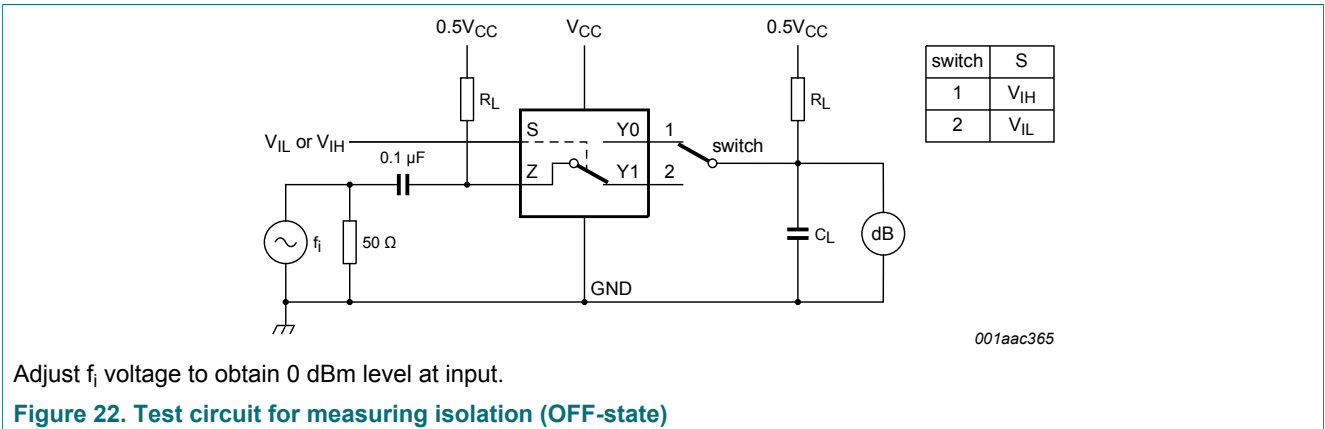 0.5VCC
VCC
0.5VCC
switch S
1 VIH
2 VIL
RL
RL
VIL or VIH
S
Y0
1
switch
0.1 µF
Z
Y1
2
fi
50 Ω
CL
dB
GND
001aac365
Adjust fi voltage to obtain 0 dBm level at input.
Figure 22. Test circuit for measuring isolation (OFF-state)